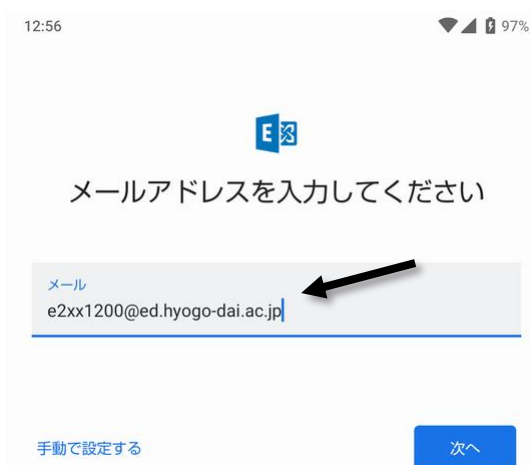 12:56
97%
E
メールアドレスを入力してください
メール
e2xx1200@ed.hyogo-dai.ac.jp
手動で設定する
次へ